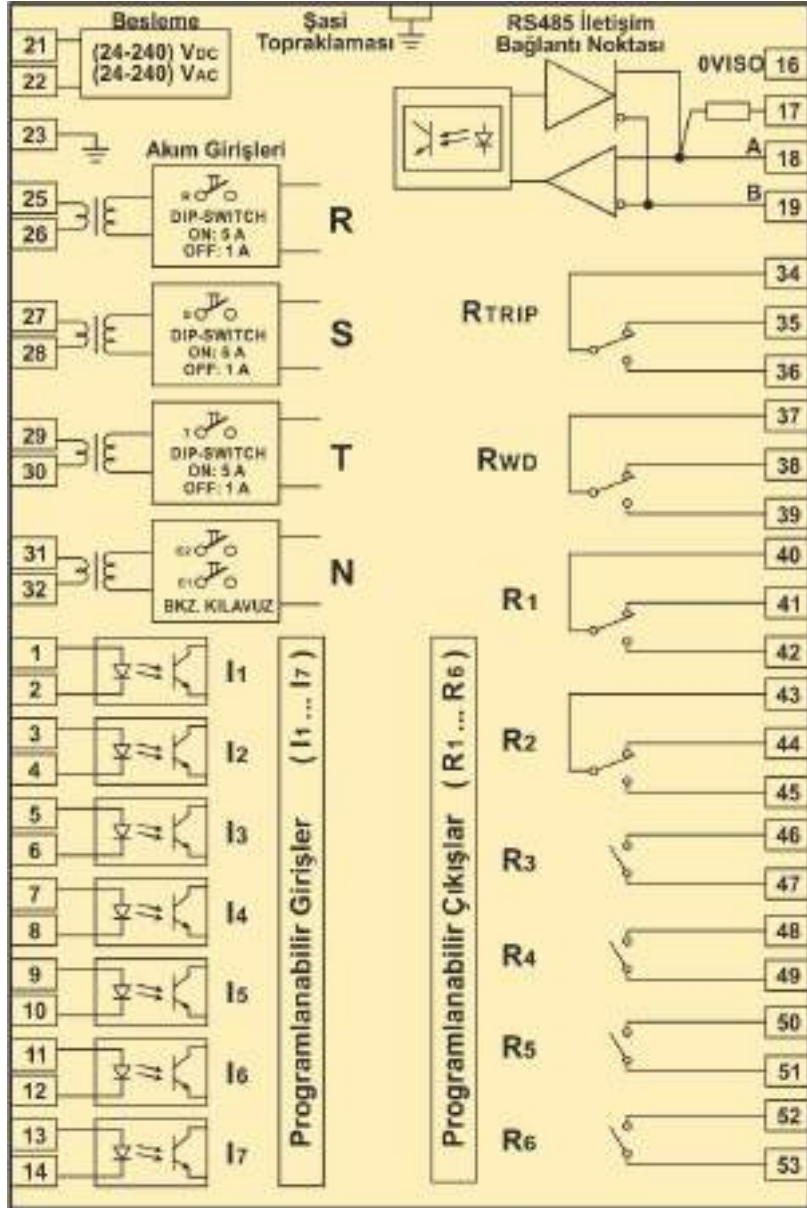 Besleme
21
22
(24-240) VDC
(24-240) VAC
Şasi
Topraklaması
RS485 İletişim
Bağlantı Noktası
0VISO 16
17
A 18
B 19
23
Akım Girişleri
25
26
R
DIP-SWITCH
ON: 5 A
OFF: 1 A
R
27
28
S
DIP-SWITCH
ON: 5 A
OFF: 1 A
S
29
30
T
DIP-SWITCH
ON: 5 A
OFF: 1 A
T
31
32
E2
E1
BKZ. KILAVUZ
N
1
2
I1
3
4
I2
5
6
I3
7
8
I4
9
10
I5
11
12
I6
13
14
I7
Programlanabilir Girişler ( I1 ... I7 )
Programlanabilir Çıkışlar ( R1 ... R6 )
RTRIP
34
35
36
RWD
37
38
39
R1
40
41
42
R2
43
44
45
R3
46
47
R4
48
49
R5
50
51
R6
52
53